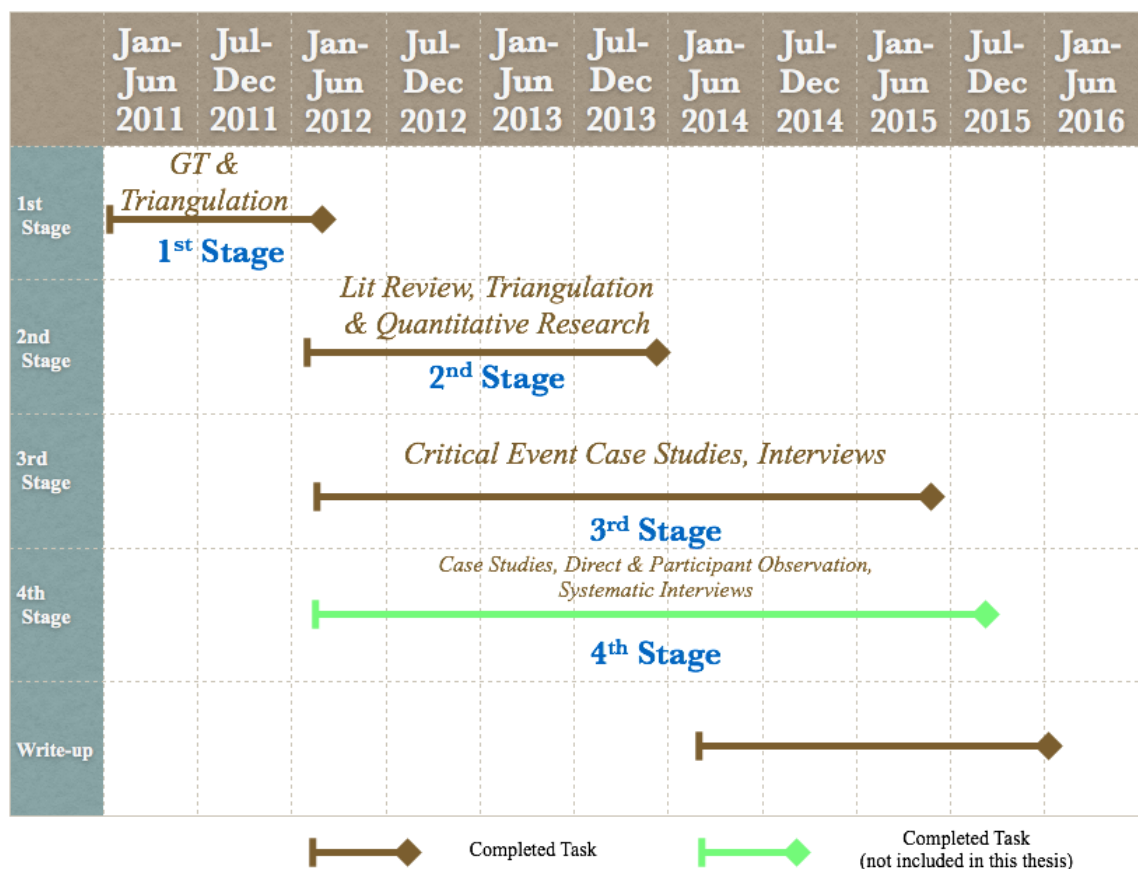 Jan-Jun 2011
Jul-Dec 2011
Jan-Jun 2012
Jul-Dec 2012
Jan-Jun 2013
Jul-Dec 2013
Jan-Jun 2014
Jul-Dec 2014
Jan-Jun 2015
Jul-Dec 2015
Jan-Jun 2016
1st
Stage
GT &
Triangulation
1st Stage
2nd
Stage
Lit Review, Triangulation
& Quantitative Research
2nd Stage
3rd
Stage
Critical Event Case Studies, Interviews
3rd Stage
4th
Stage
Case Studies, Direct & Participant Observation,
Systematic Interviews
4th Stage
Write-up
Completed Task
Completed Task
(not included in this thesis)